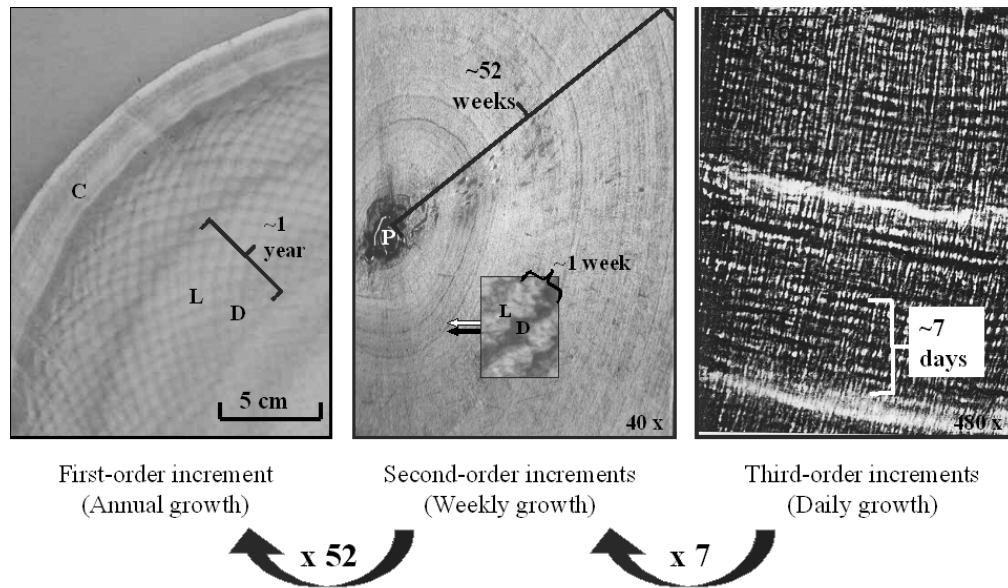 C
~1
year
L
D
5 cm
~52
weeks
P
~1 week
L
D
40 x
~7
days
480 x
First-order increment
(Annual growth)
Second-order increments
(Weekly growth)
Third-order increments
(Daily growth)
x 52
x 7